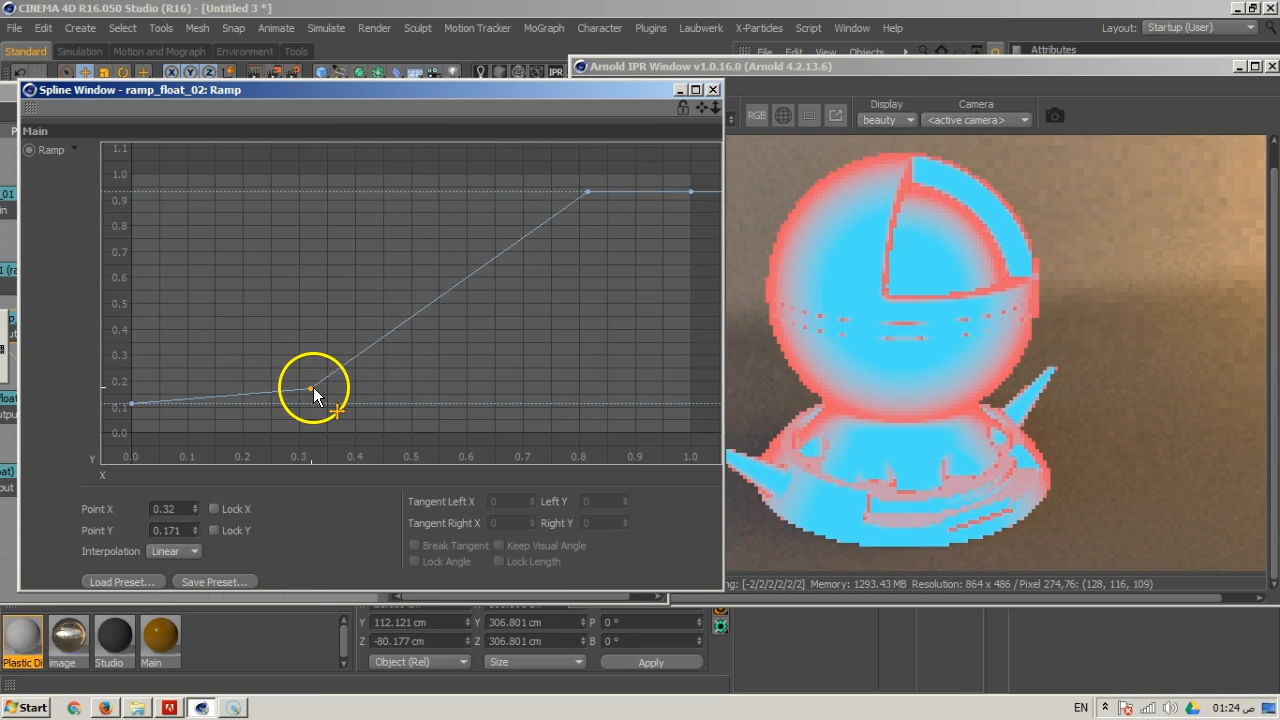 CINEMA 4D R16.050 Studio (R16) - [Untitled 3 *]
File Edit Create Select Tools Mesh Snap Animate Simulate Render Sculpt Motion Tracker MoGraph Character Plugins Laubwerk X-Particles Script Window Help Layout: Startup (User)
Standard Simulation Motion and Mograph Environment Tools
File Edit View Objects Attributes
X Y Z IPR
Arnold IPR Window v1.0.16.0 (Arnold 4.2.13.6)
Spline Window - ramp_float_02: Ramp
Display Camera
RGB beauty <active camera>
Main
Ramp
1.1
1.0
0.8
0.7
0.6
0.5
0.4
0.3
0.2
0.1
0.0
Y 0.0 0.1 0.2 0.3 0.4 0.5 0.6 0.7 0.8 0.9 1.0
X
Point X 0.32 Lock X
Point Y 0.171 Lock Y
Interpolation Linear
Tangent Left X 0 Left Y 0
Tangent Right X 0 Right Y 0
Break Tangent Keep Visual Angle
Lock Angle Lock Length
Load Preset... Save Preset...
[-2/2/2/2/2/2] Memory: 1293.43 MB Resolution: 864 x 486 / Pixel 274,76: (128, 116, 109)
Y 112.121 cm Y 306.801 cm P 0 °
Z -80.177 cm Z 306.801 cm B 0 °
Object (Rel) Size Apply
Plastic Di image Studio Main
Start EN 01:24 ص